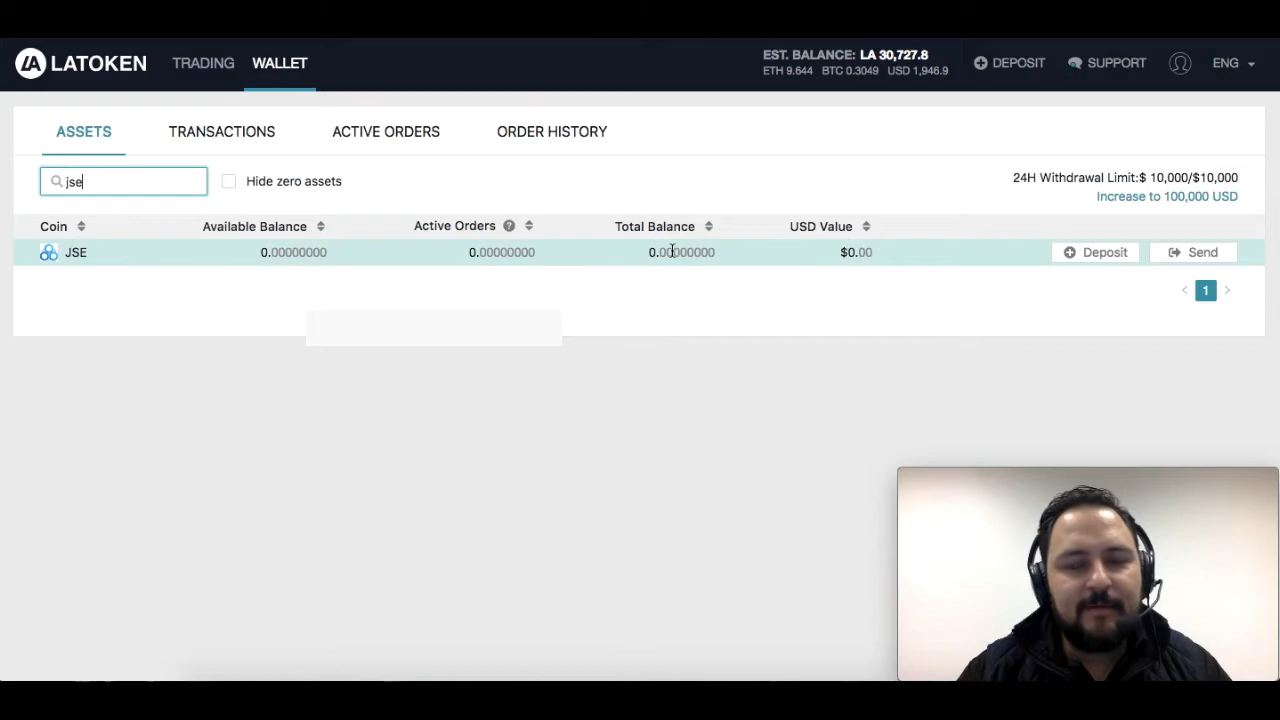 LATOKEN TRADING WALLET EST. BALANCE: LA 30,727.8 DEPOSIT SUPPORT ENG
ETH 9.644 BTC 0.3049 USD 1,946.9
ASSETS TRANSACTIONS ACTIVE ORDERS ORDER HISTORY
jse Hide zero assets 24H Withdrawal Limit:$ 10,000/$10,000
Increase to 100,000 USD
Coin Available Balance Active Orders ? Total Balance USD Value
JSE 0.00000000 0.00000000 0.00000000 $0.00 Deposit Send
< 1 >